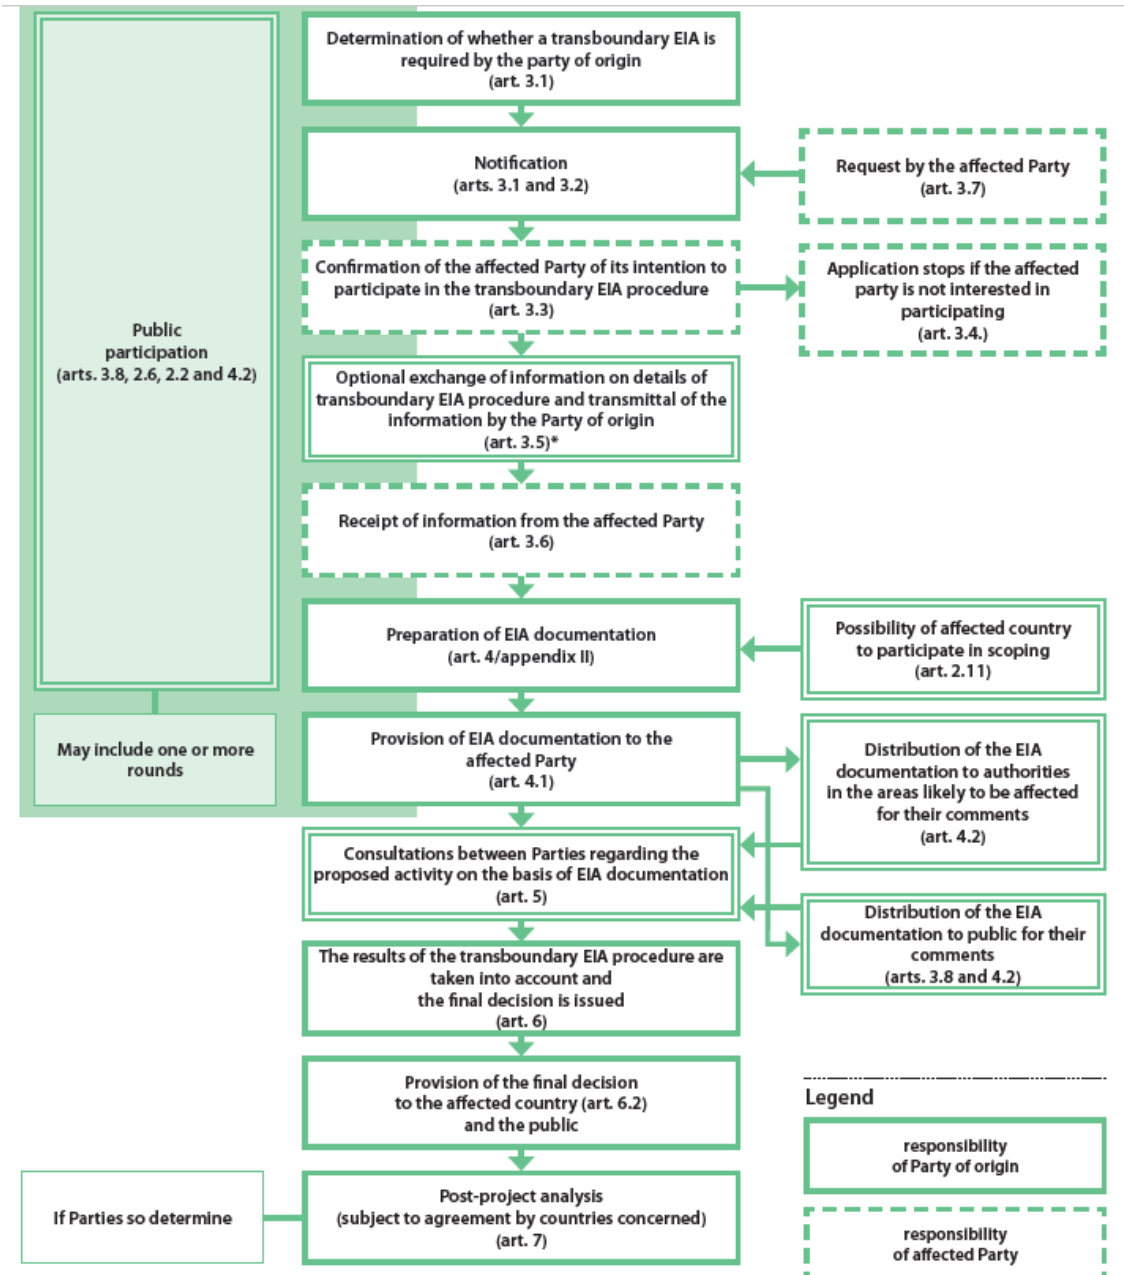 Determination of whether a transboundary EIA is
required by the party of origin
(art. 3.1)
Notification
(arts. 3.1 and 3.2)
Request by the affected Party
(art. 3.7)
Confirmation of the affected Party of its intention to
participate in the transboundary EIA procedure
(art. 3.3)
Application stops if the affected
party is not interested in
participating
(art. 3.4.)
Public
participation
(arts. 3.8, 2.6, 2.2 and 4.2)
Optional exchange of information on details of
transboundary EIA procedure and transmittal of the
information by the Party of origin
(art. 3.5)*
Receipt of information from the affected Party
(art. 3.6)
Preparation of EIA documentation
(art. 4/appendix II)
Possibility of affected country
to participate in scoping
(art. 2.11)
May include one or more
rounds
Provision of EIA documentation to the
affected Party
(art. 4.1)
Distribution of the EIA
documentation to authorities
in the areas likely to be affected
for their comments
(art. 4.2)
Consultations between Parties regarding the
proposed activity on the basis of EIA documentation
(art. 5)
Distribution of the EIA
documentation to public for their
comments
(arts. 3.8 and 4.2)
The results of the transboundary EIA procedure are
taken into account and
the final decision is issued
(art. 6)
Provision of the final decision
to the affected country (art. 6.2)
and the public
If Parties so determine
Post-project analysis
(subject to agreement by countries concerned)
(art. 7)
Legend
responsibility
of Party of origin
responsibility
of affected Party